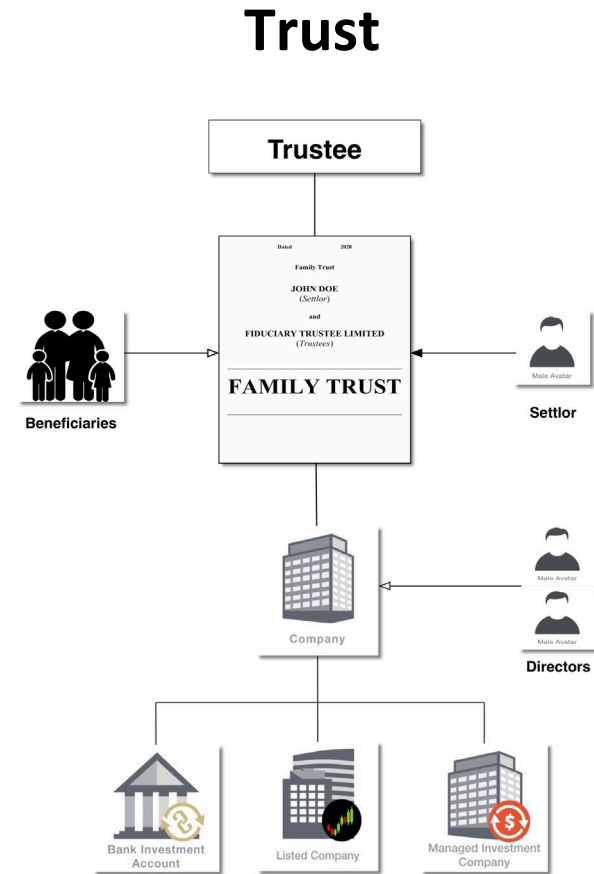 Trust
Trustee
Dated 2020
Family Trust
JOHN DOE
(Settlor)
and
FIDUCIARY TRUSTEE LIMITED
(Trustees)
FAMILY TRUST
Beneficiaries
Male Avatar
Settlor
Company
Male Avatar
Male Avatar
Directors
Bank Investment
Account
Listed Company
Managed Investment
Company